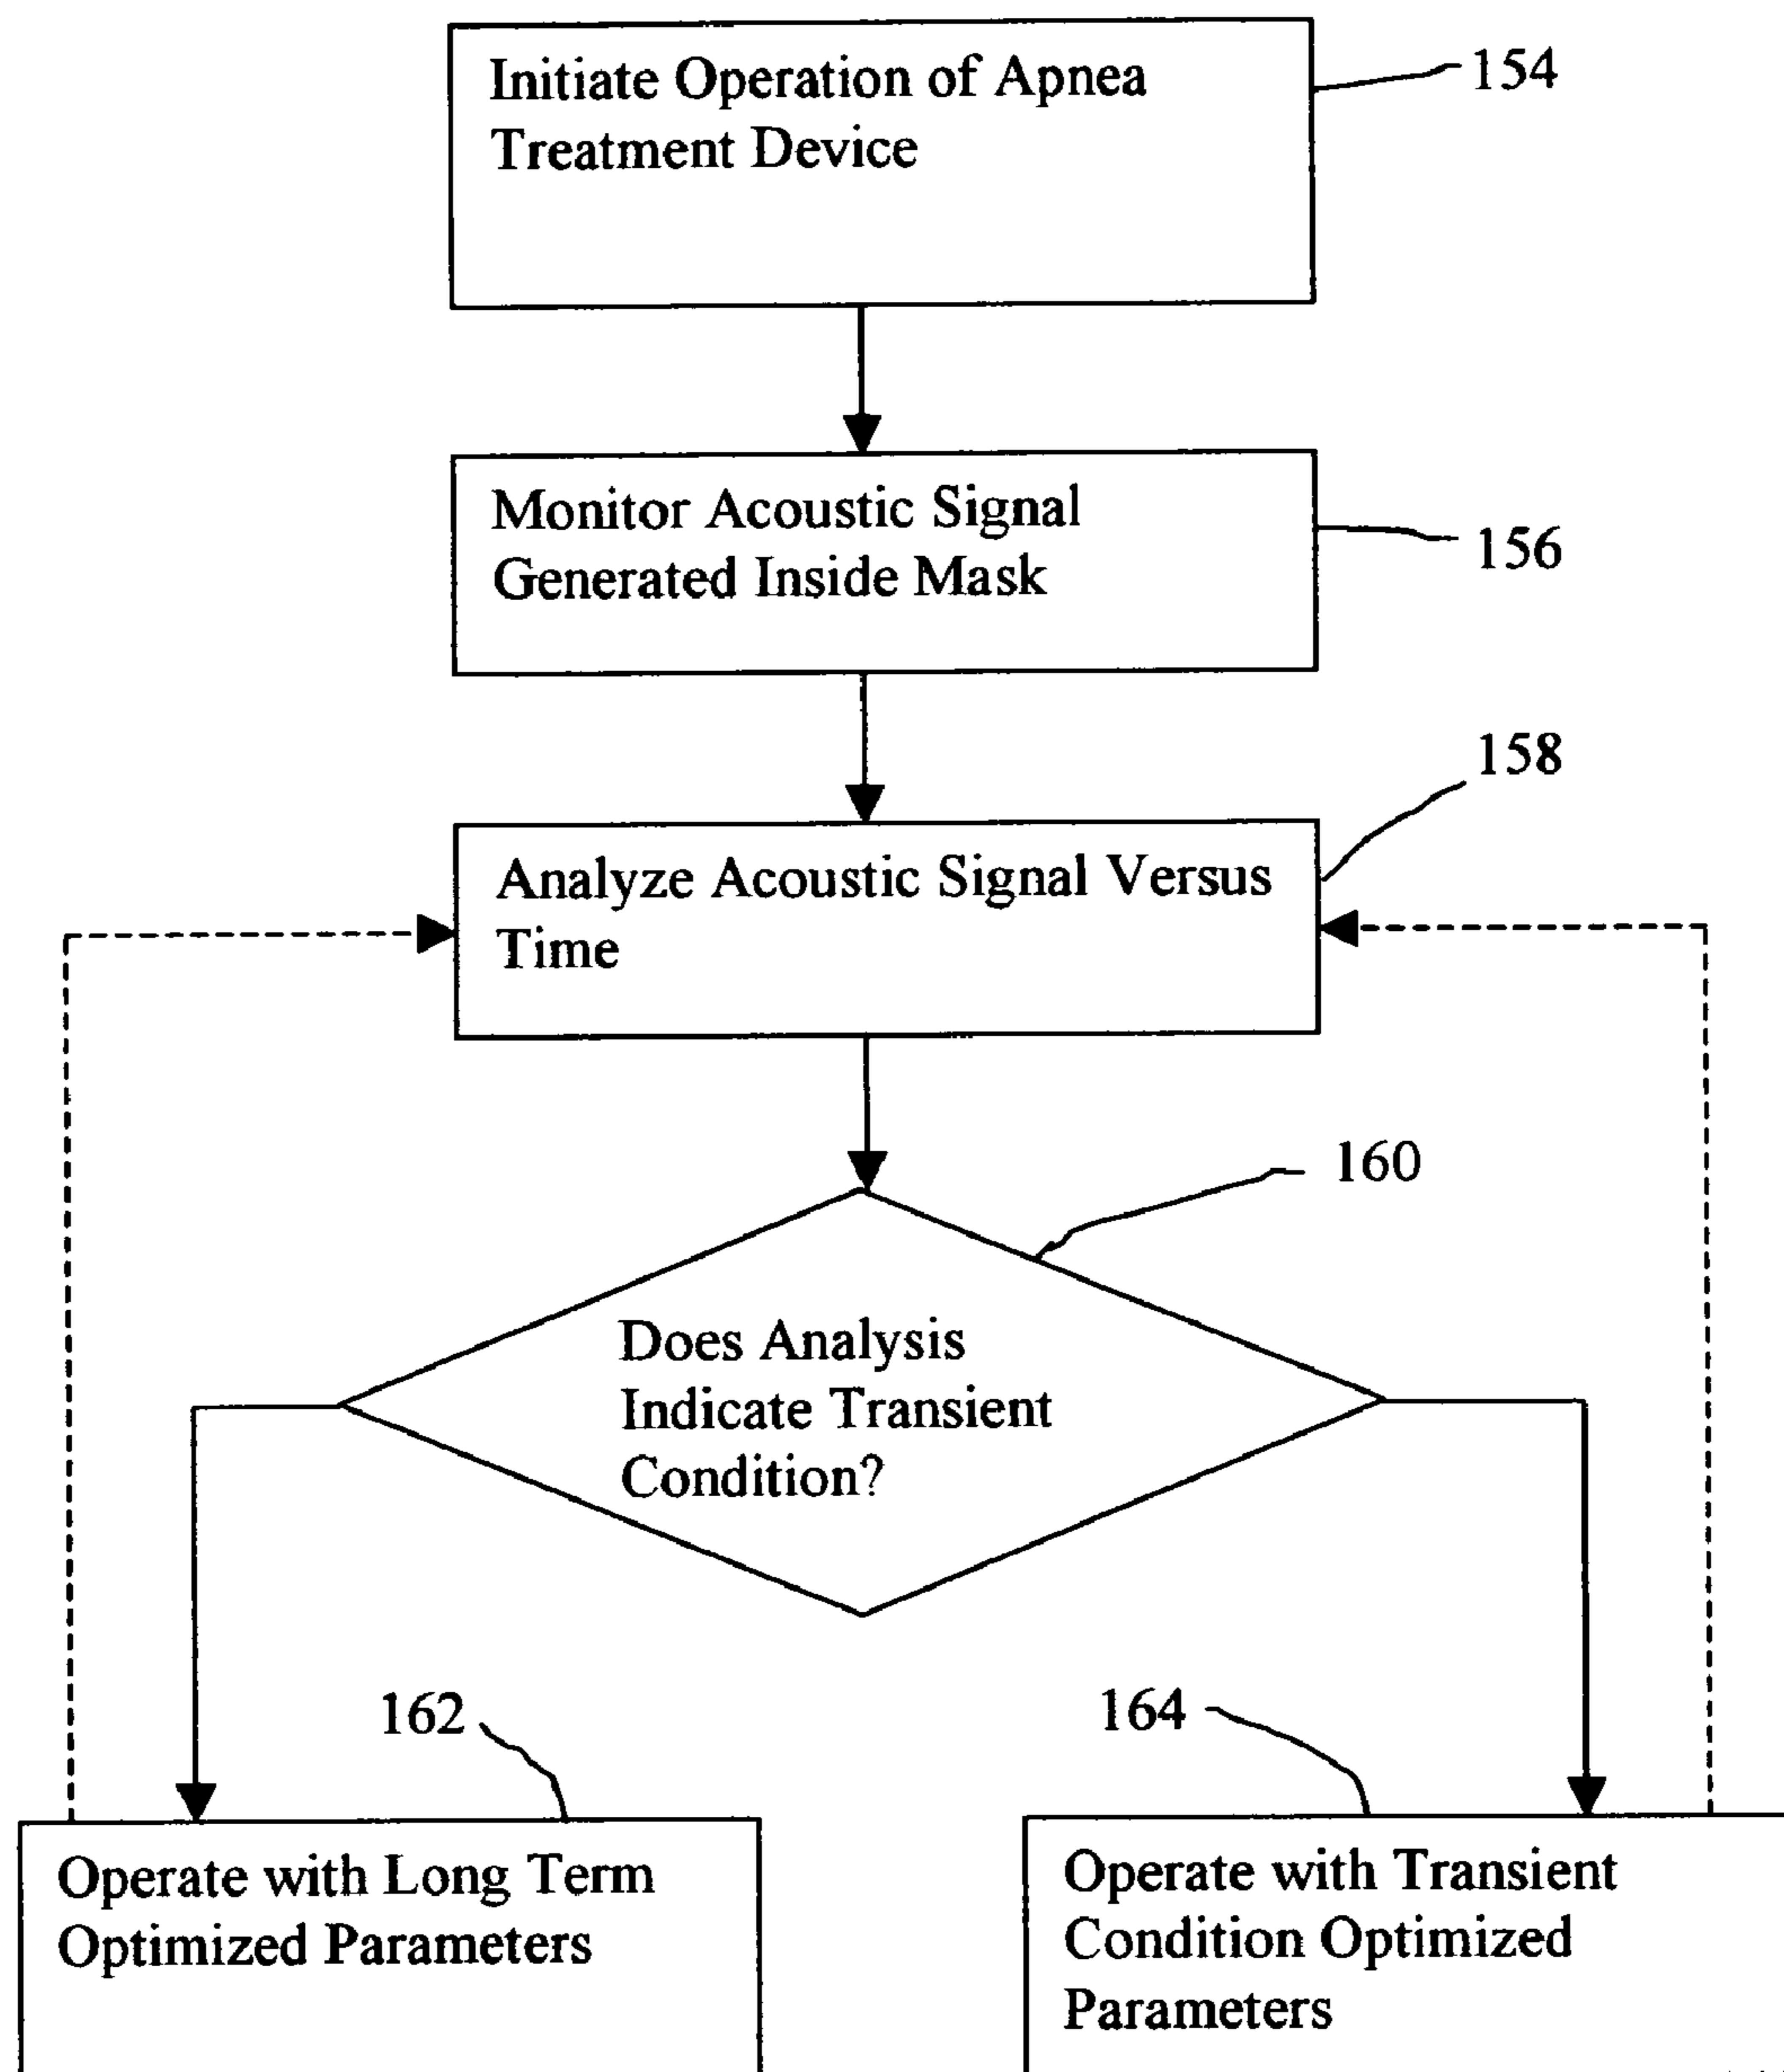 Initiate Operation of Apnea
Treatment Device
154
Monitor Acoustic Signal
Generated Inside Mask
156
158
Analyze Acoustic Signal Versus
Time
160
Does Analysis
Indicate Transient
Condition?
162
164
Operate with Long Term
Optimized Parameters
Operate with Transient
Condition Optimized
Parameters